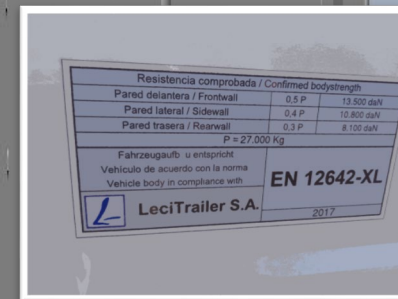 Resistencia comprobada / Confirmed bodystrength
Pared delantera / Frontwall 0,5 P 13.500 daN
Pared lateral / Sidewall 0,4 P 10.800 daN
Pared trasera / Rearwall 0,3 P 8.100 daN
P = 27.000 Kg
Fahrzeugaufb u entspricht
Vehículo de acuerdo con la norma
Vehicle body in compliance with
EN 12642-XL
L LeciTrailer S.A.
2017